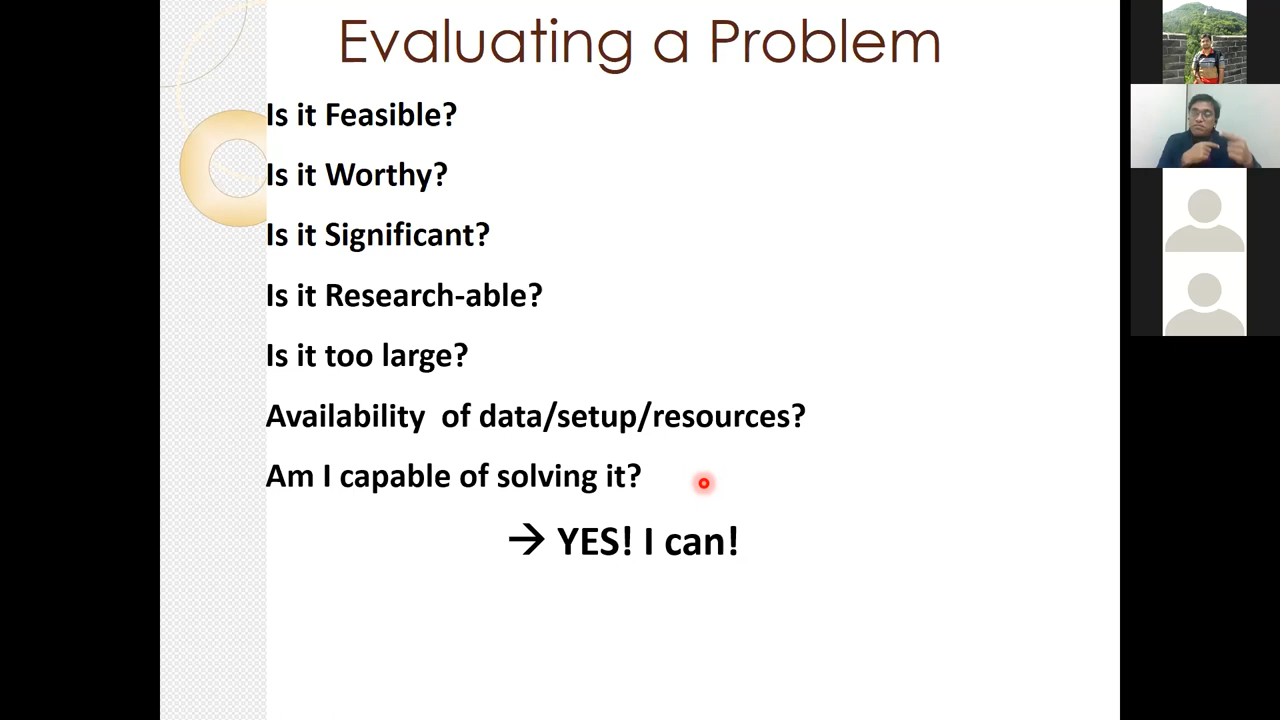 Evaluating a Problem
Is it Feasible?
Is it Worthy?
Is it Significant?
Is it Research-able?
Is it too large?
Availability of data/setup/resources?
Am I capable of solving it?
→ YES! I can!